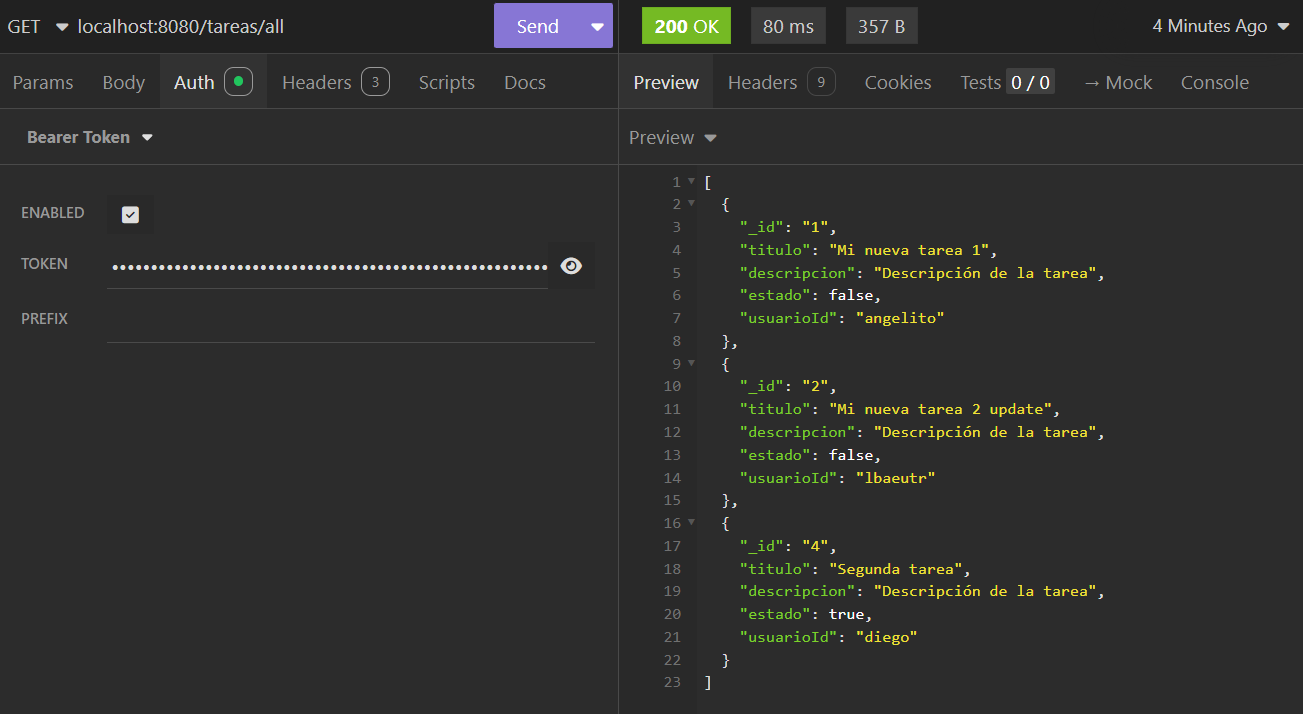 GET localhost:8080/tareas/all Send 200 OK 80 ms 357 B 4 Minutes Ago
Params Body Auth Headers 3 Scripts Docs Preview Headers 9 Cookies Tests 0 / 0 → Mock Console
Bearer Token Preview
ENABLED
TOKEN ••••••••••••••••••••••••••••••••••••••••••••••••••••••••
PREFIX
1 [
2 {
3 "_id": "1",
4 "titulo": "Mi nueva tarea 1",
5 "descripcion": "Descripción de la tarea",
6 "estado": false,
7 "usuarioId": "angelito"
8 },
9 {
10 "_id": "2",
11 "titulo": "Mi nueva tarea 2 update",
12 "descripcion": "Descripción de la tarea",
13 "estado": false,
14 "usuarioId": "lbaeutr"
15 },
16 {
17 "_id": "4",
18 "titulo": "Segunda tarea",
19 "descripcion": "Descripción de la tarea",
20 "estado": true,
21 "usuarioId": "diego"
22 }
23 ]